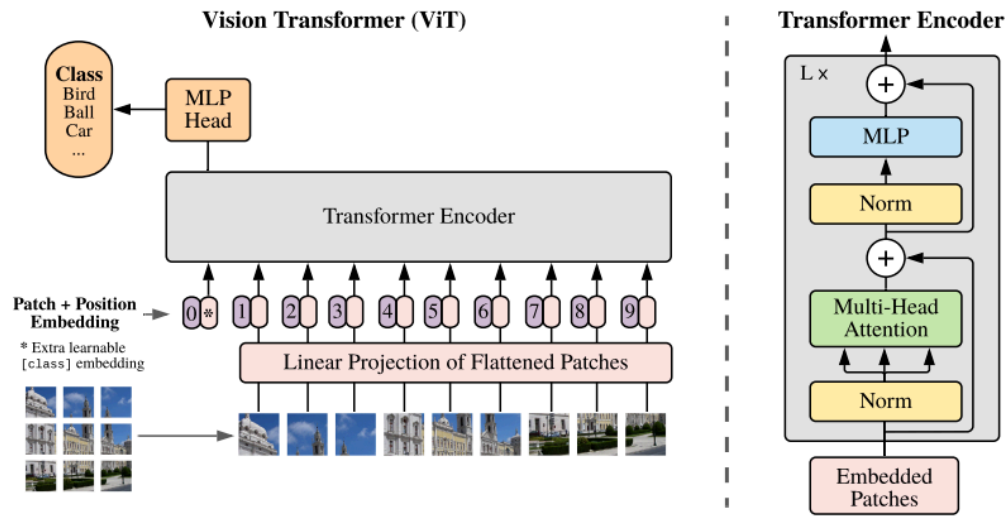 Vision Transformer (ViT)
Class
Bird
Ball
Car
...
MLP
Head
Transformer Encoder
Patch + Position
Embedding
* Extra learnable
[class] embedding
0 * 1 2 3 4 5 6 7 8 9
Linear Projection of Flattened Patches
Transformer Encoder
L ×
+
MLP
Norm
+
Multi-Head
Attention
Norm
Embedded
Patches